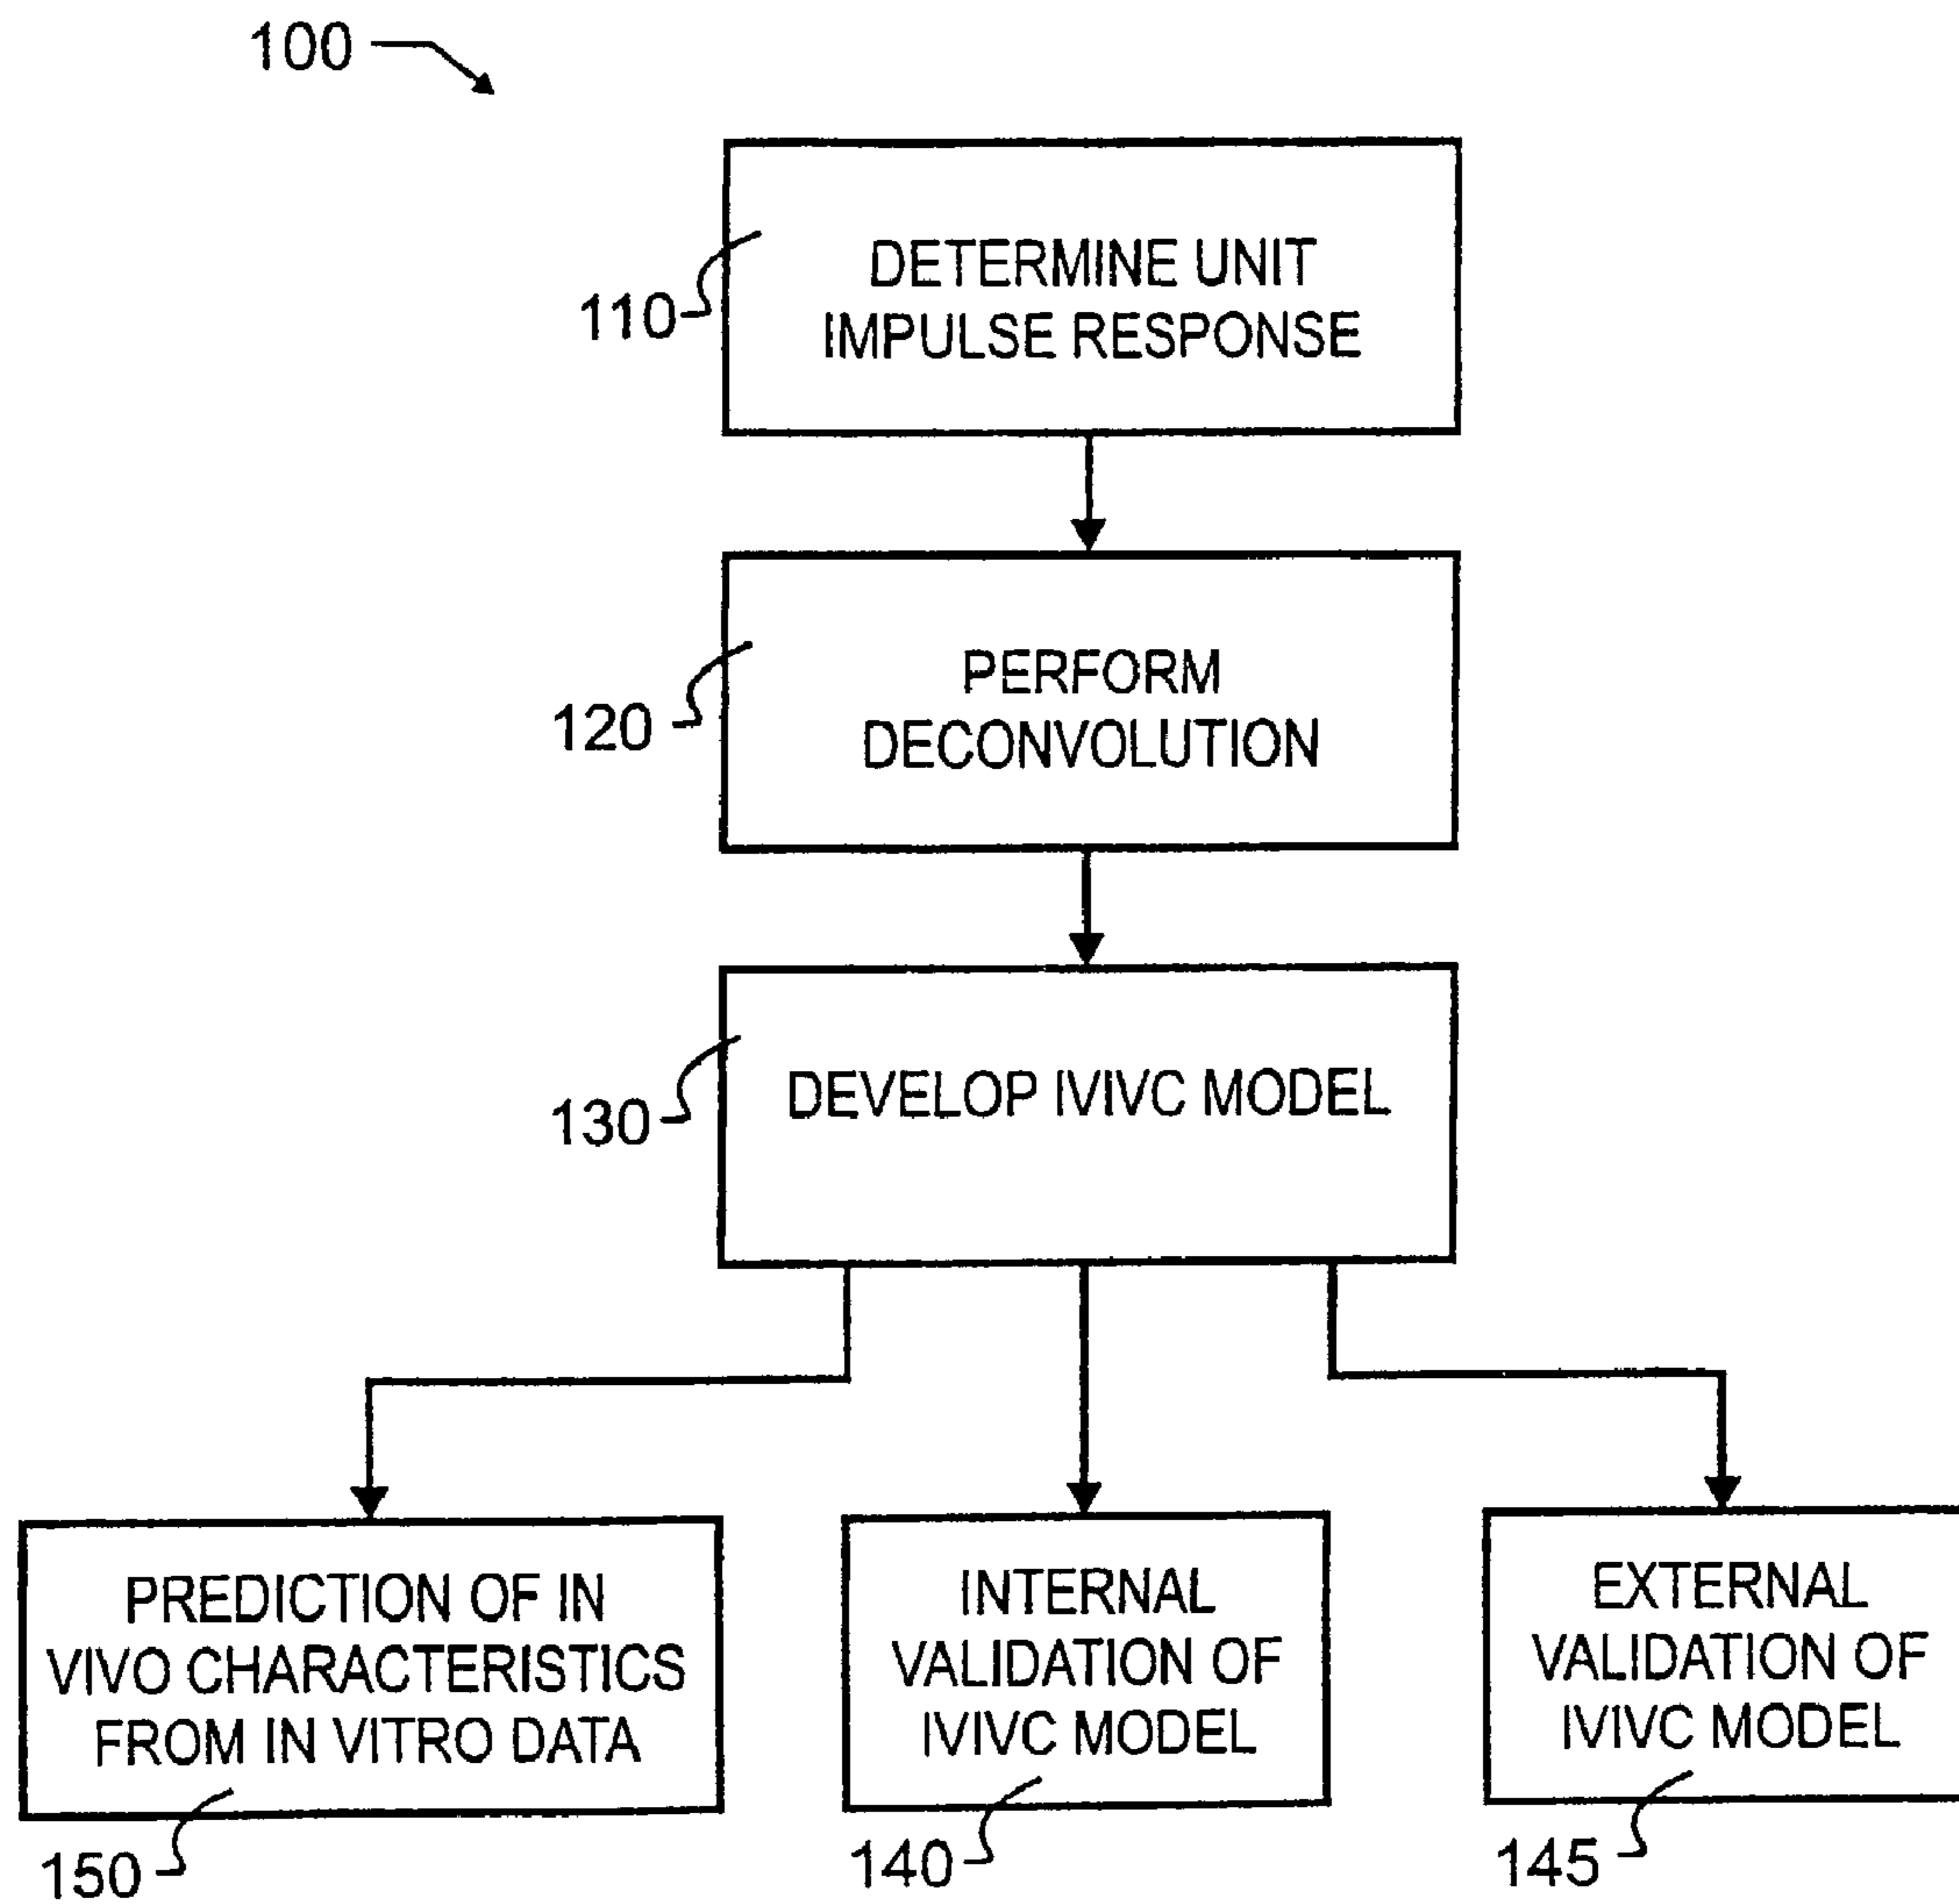 100
DETERMINE UNIT
IMPULSE RESPONSE
110
PERFORM
DECONVOLUTION
120
DEVELOP IVIVC MODEL
130
PREDICTION OF IN
VIVO CHARACTERISTICS
FROM IN VITRO DATA
150
INTERNAL
VALIDATION OF
IVIVC MODEL
140
EXTERNAL
VALIDATION OF
IVIVC MODEL
145